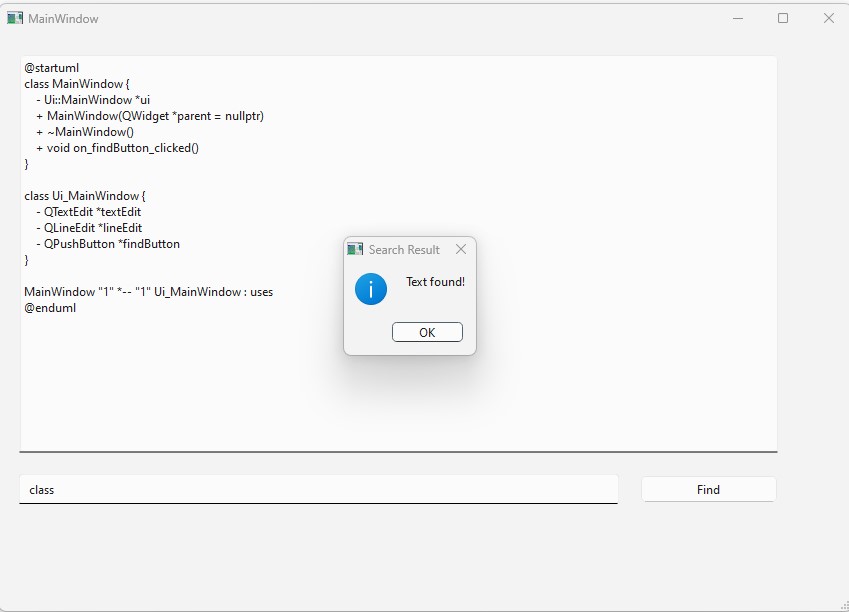 MainWindow
@startuml
class MainWindow {
    - Ui::MainWindow *ui
    + MainWindow(QWidget *parent = nullptr)
    + ~MainWindow()
    + void on_findButton_clicked()
}

class Ui_MainWindow {
    - QTextEdit *textEdit
    - QLineEdit *lineEdit
    - QPushButton *findButton
}

MainWindow "1" *-- "1" Ui_MainWindow : uses
@enduml
Search Result
Text found!
OK
class
Find